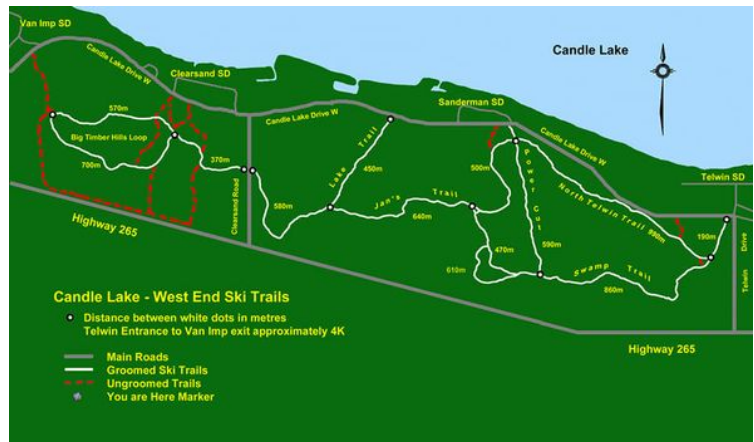 Van Imp SD
Candle Lake Drive W
Clearsand SD
Candle Lake
570m
Big Timber Hills Loop
700m
370m
Clearsand Road
Candle Lake Drive W
Lake Trail
450m
580m
Sanderman SD
Candle Lake Drive W
500m
Power Cut
Jan's Trail
640m
North Telwin Trail 990m
Telwin SD
190m
Telwin Drive
470m
590m
610m
Swamp Trail
860m
Highway 265
Highway 265
Candle Lake - West End Ski Trails
Distance between white dots in metres
Telwin Entrance to Van Imp exit approximately 4K
Main Roads
Groomed Ski Trails
Ungroomed Trails
You are Here Marker